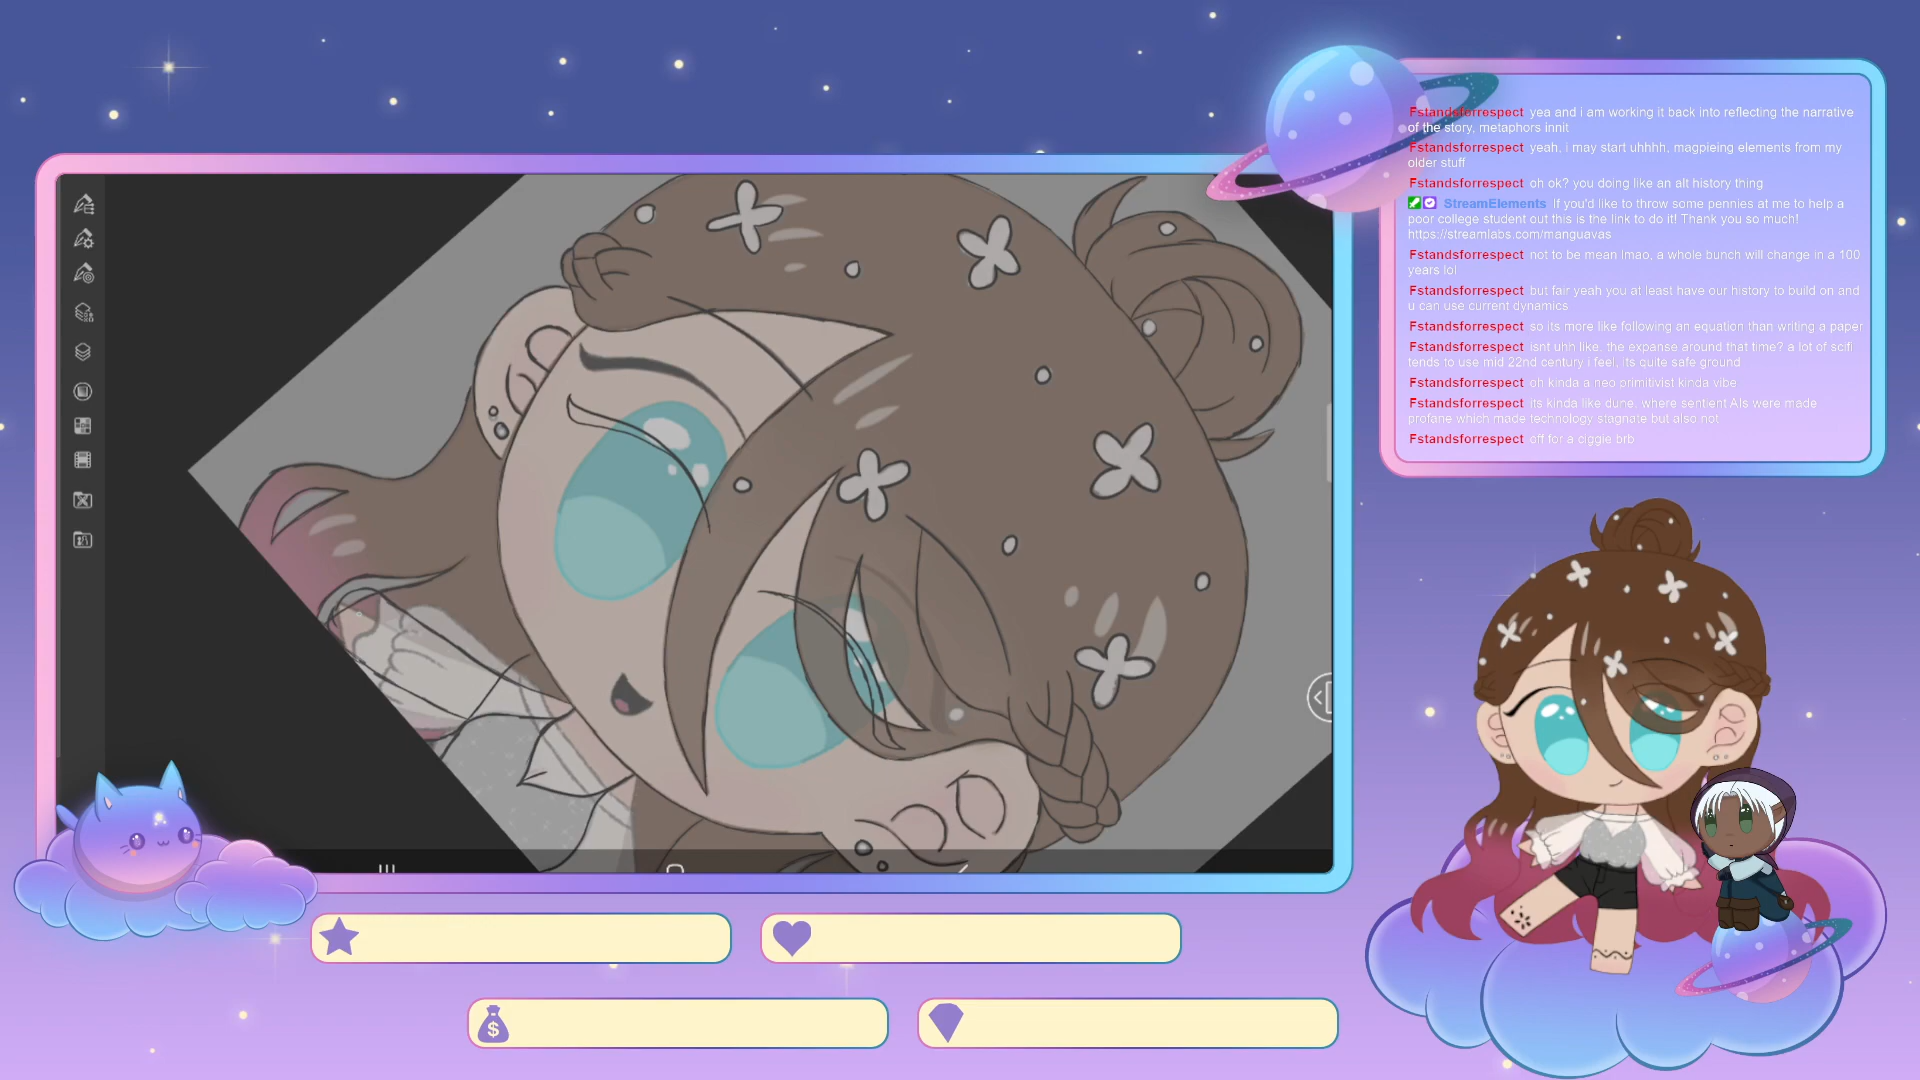 Fstandsforrespect yea and i am working it back into reflecting the narrative
of the story, metaphors innit
Fstandsforrespect yeah, i may start uhhhh, magpieing elements from my
older stuff
Fstandsforrespect oh ok? you doing like an alt history thing
StreamElements If you'd like to throw some pennies at me to help a
poor college student out this is the link to do it! Thank you so much!
https://streamlabs.com/manguavas
Fstandsforrespect not to be mean lmao, a whole bunch will change in a 100
years lol
Fstandsforrespect but fair yeah you at least have our history to build on and
u can use current dynamics
Fstandsforrespect so its more like following an equation than writing a paper
Fstandsforrespect isnt uhh like, the expanse around that time? a lot of scifi
tends to use mid 22nd century i feel, its quite safe ground
Fstandsforrespect oh kinda a neo primitivist kinda vibe
Fstandsforrespect its kinda like dune, where sentient AIs were made
profane which made technology stagnate but also not
Fstandsforrespect off for a ciggie brb
$